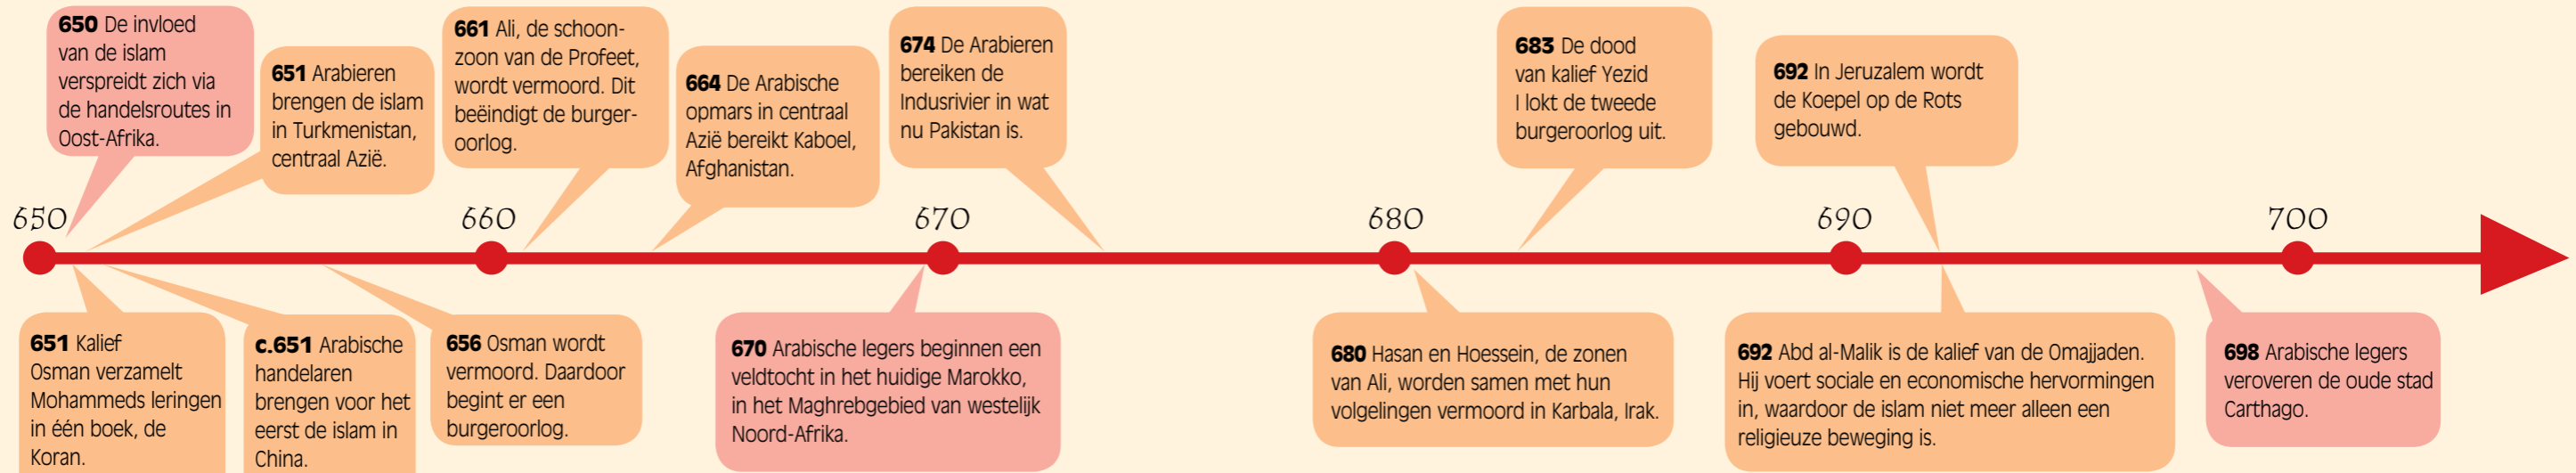 650 De invloed
van de islam
verspreidt zich via
de handelsroutes in
Oost-Afrika.
651 Arabieren
brengen de islam
in Turkmenistan,
centraal Azië.
661 Ali, de schoon-
zoon van de Profeet,
wordt vermoord. Dit
beëindigt de burger-
oorlog.
664 De Arabische
opmars in centraal
Azië bereikt Kaboel,
Afghanistan.
674 De Arabieren
bereiken de
Indusrivier in wat
nu Pakistan is.
683 De dood
van kalief Yezid
I lokt de tweede
burgeroorlog uit.
692 In Jeruzalem wordt
de Koepel op de Rots
gebouwd.
650 660 670 680 690 700
651 Kalief
Osman verzamelt
Mohammeds leringen
in één boek, de
Koran.
c.651 Arabische
handelaren
brengen voor het
eerst de islam in
China.
656 Osman wordt
vermoord. Daardoor
begint er een
burgeroorlog.
670 Arabische legers beginnen een
veldtocht in het huidige Marokko,
in het Maghrebgebied van westelijk
Noord-Afrika.
680 Hasan en Hoessein, de zonen
van Ali, worden samen met hun
volgelingen vermoord in Karbala, Irak.
692 Abd al-Malik is de kalief van de Omajjaden.
Hij voert sociale en economische hervormingen
in, waardoor de islam niet meer alleen een
religieuze beweging is.
698 Arabische legers
veroveren de oude stad
Carthago.